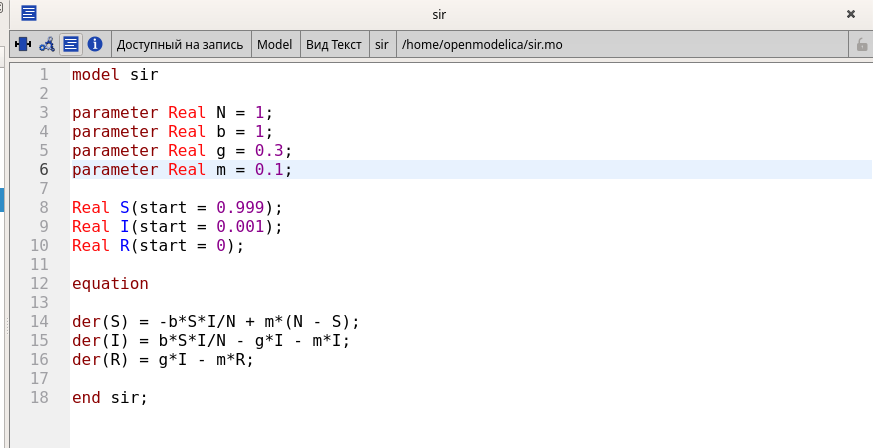 sir
Доступный на запись Model Вид Текст sir /home/openmodelica/sir.mo
1 model sir
2
3 parameter Real N = 1;
4 parameter Real b = 1;
5 parameter Real g = 0.3;
6 parameter Real m = 0.1;
7
8 Real S(start = 0.999);
9 Real I(start = 0.001);
10 Real R(start = 0);
11
12 equation
13
14 der(S) = -b*S*I/N + m*(N - S);
15 der(I) = b*S*I/N - g*I - m*I;
16 der(R) = g*I - m*R;
17
18 end sir;